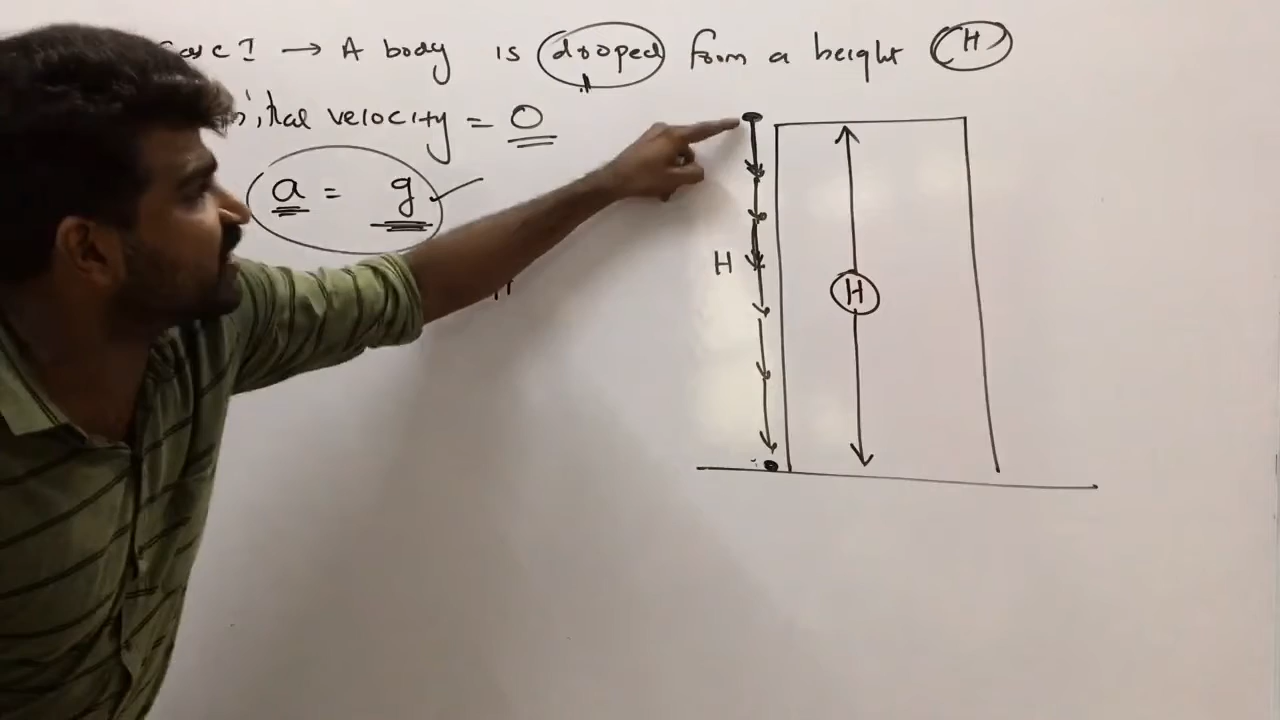 I → A body is drooped from a height H
velocity = 0
a = g
H
H